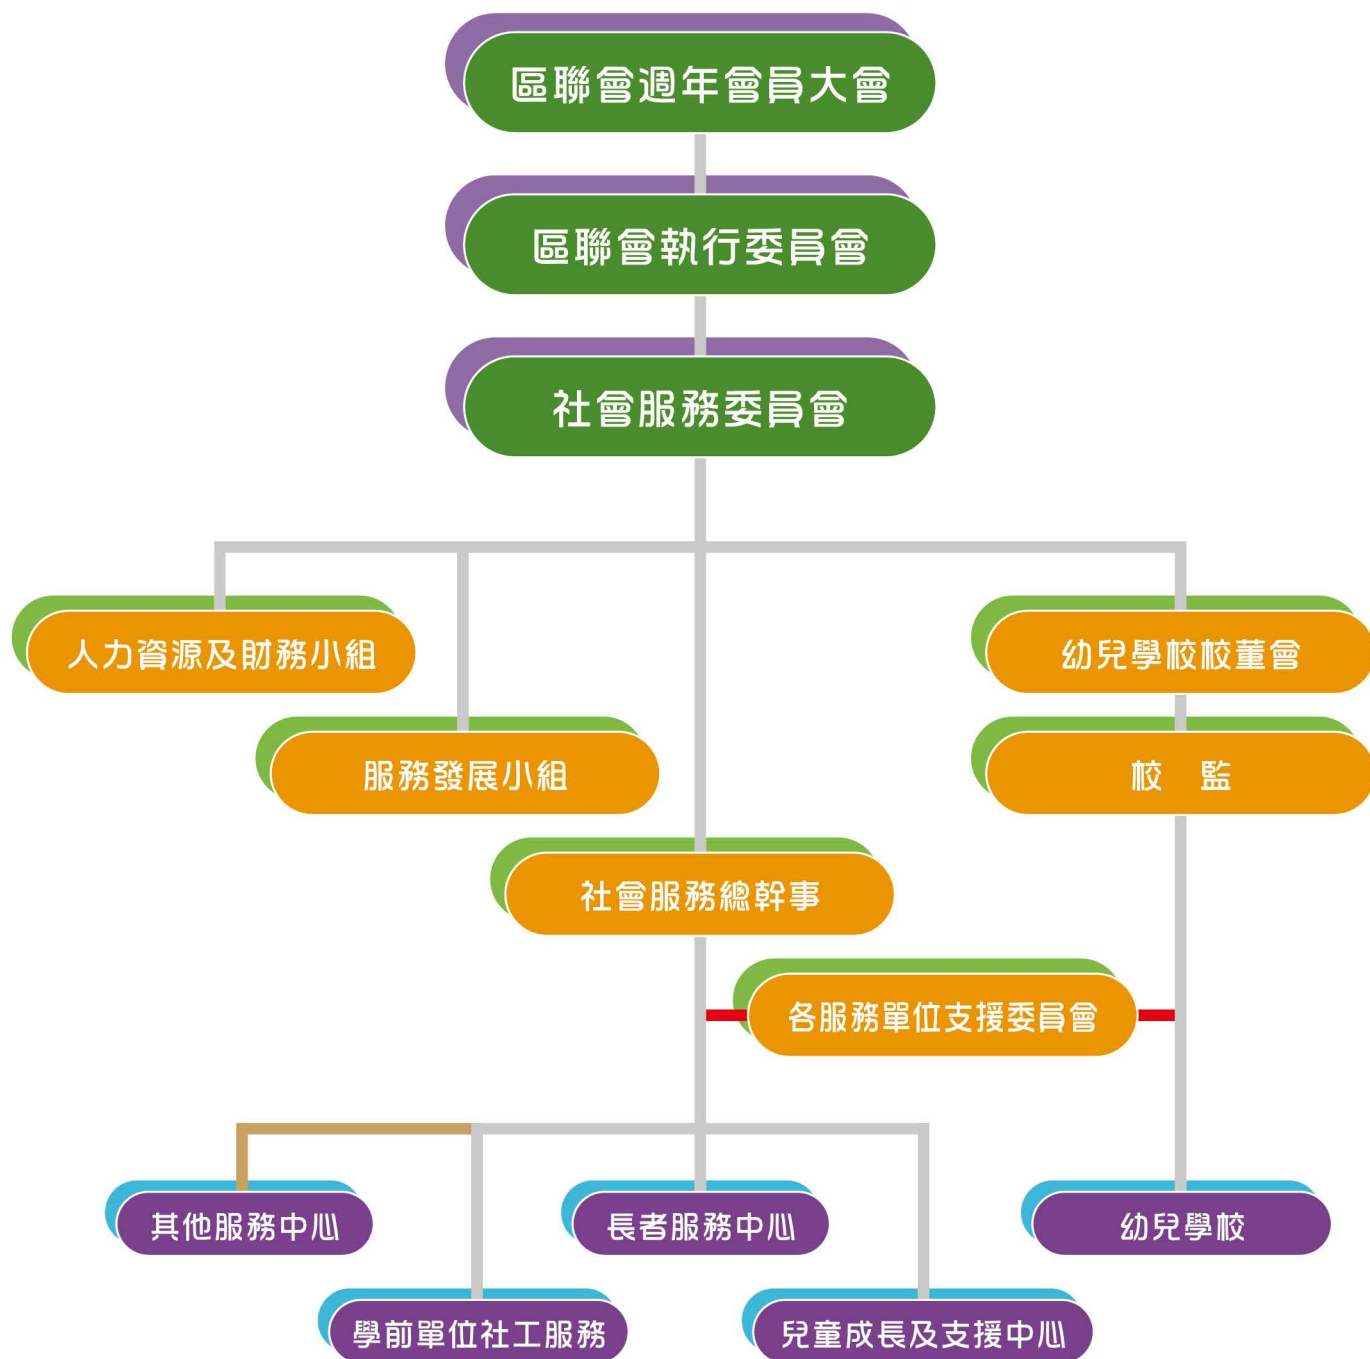 區聯會週年會員大會
區聯會執行委員會
社會服務委員會
人力資源及財務小組
幼兒學校校董會
服務發展小組
校 監
社會服務總幹事
各服務單位支援委員會
其他服務中心
長者服務中心
幼兒學校
學前單位社工服務
兒童成長及支援中心